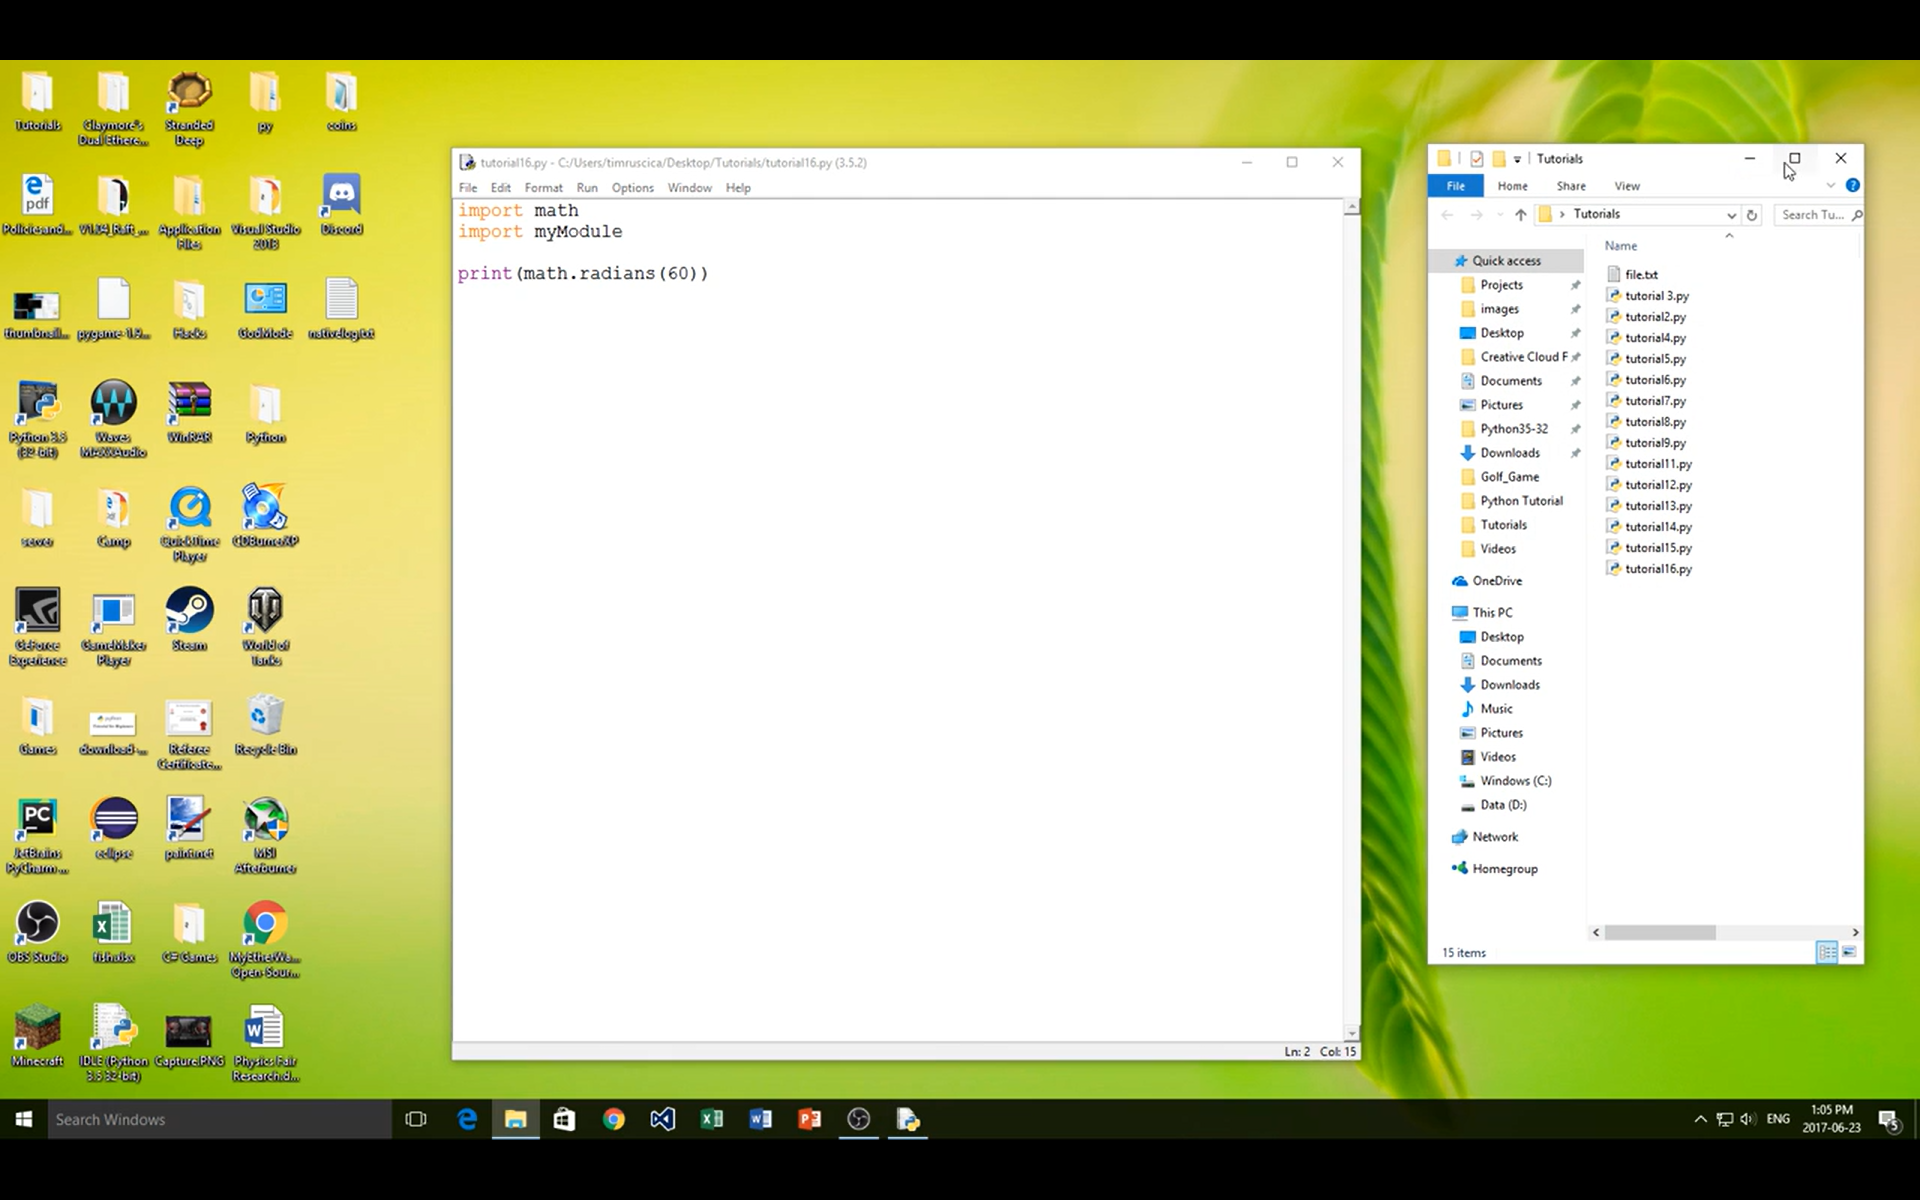 Tutorials
Claymore's
Dual Ethere...
Stranded
Deep
py
coins
Policiesand...
V1.04_Raft_...
Application
Files
Visual Studio
2013
Discord
thumbnail...
pygame-1.9...
Hacks
GodMode
nativelog.txt
Python 3.5
(32-bit)
Waves
MAXXAudio
WinRAR
Python
server
Camp
QuickTime
Player
CDBurnerXP
GeForce
Experience
GameMaker
Player
Steam
World of
Tanks
Games
download-...
Referee
Certificate...
Recycle Bin
JetBrains
PyCharm ...
eclipse
paint.net
MSI
Afterburner
OBS Studio
fish.xlsx
C# Games
MyEtherWa...
Open-Sour...
Minecraft
IDLE (Python
3.5 32-bit)
Capture.PNG
Physics Fair
Research.d...
tutorial16.py - C:/Users/timruscica/Desktop/Tutorials/tutorial16.py (3.5.2)
File Edit Format Run Options Window Help
import math
import myModule
print(math.radians(60))
Ln: 2 Col: 15
Tutorials
File Home Share View
Tutorials
Search Tu...
Quick access
Projects
images
Desktop
Creative Cloud F
Documents
Pictures
Python35-32
Downloads
Golf_Game
Python Tutorial
Tutorials
Videos
OneDrive
This PC
Desktop
Documents
Downloads
Music
Pictures
Videos
Windows (C:)
Data (D:)
Network
Homegroup
Name
file.txt
tutorial 3.py
tutorial2.py
tutorial4.py
tutorial5.py
tutorial6.py
tutorial7.py
tutorial8.py
tutorial9.py
tutorial11.py
tutorial12.py
tutorial13.py
tutorial14.py
tutorial15.py
tutorial16.py
15 items
Search Windows
ENG
1:05 PM
2017-06-23
5